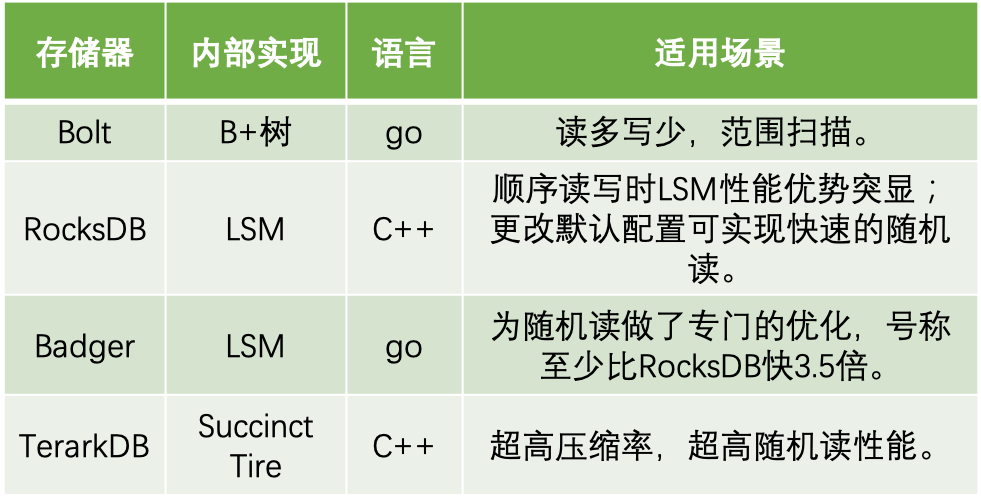 存储器 内部实现 语言 适用场景
Bolt B+树 go 读多写少，范围扫描。
RocksDB LSM C++ 顺序读写时LSM性能优势突显；
更改默认配置可实现快速的随机
读。
Badger LSM go 为随机读做了专门的优化，号称
至少比RocksDB快3.5倍。
TerarkDB Succinct
Tire C++ 超高压缩率，超高随机读性能。